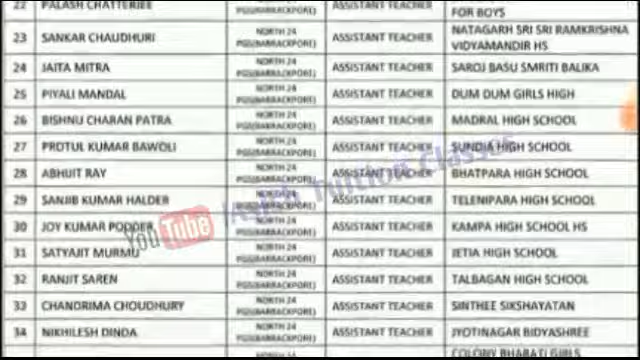 22 PALASH CHATTERJEE PGS(BARRACKPORE) ASSISTANT TEACHER FOR BOYS
23 SANKAR CHAUDHURI NORTH 24 PGS(BARRACKPORE) ASSISTANT TEACHER NATAGARH SRI SRI RAMKRISHNA VIDYAMANDIR HS
24 JAITA MITRA NORTH 24 PGS(BARRACKPORE) ASSISTANT TEACHER SAROJ BASU SMRITI BALIKA
25 PIYALI MANDAL NORTH 24 PGS(BARRACKPORE) ASSISTANT TEACHER DUM DUM GIRLS HIGH
26 BISHNU CHARAN PATRA NORTH 24 PGS(BARRACKPORE) ASSISTANT TEACHER MADRAL HIGH SCHOOL
27 PROTUL KUMAR BAWOLI NORTH 24 PGS(BARRACKPORE) ASSISTANT TEACHER SUNDIA HIGH SCHOOL
28 ABHIJIT RAY NORTH 24 PGS(BARRACKPORE) ASSISTANT TEACHER BHATPARA HIGH SCHOOL
29 SANJIB KUMAR HALDER NORTH 24 PGS(BARRACKPORE) ASSISTANT TEACHER TELENIPARA HIGH SCHOOL
30 JOY KUMAR PODDER NORTH 24 PGS(BARRACKPORE) ASSISTANT TEACHER KAMPA HIGH SCHOOL HS
31 SATYAJIT MURMU NORTH 24 PGS(BARRACKPORE) ASSISTANT TEACHER JETIA HIGH SCHOOL
32 RANJIT SAREN NORTH 24 PGS(BARRACKPORE) ASSISTANT TEACHER TALBAGAN HIGH SCHOOL
33 CHANDRIMA CHOUDHURY NORTH 24 PGS(BARRACKPORE) ASSISTANT TEACHER SINTHEE SIKSHAYATAN
34 NIKHILESH DINDA NORTH 24 PGS(BARRACKPORE) ASSISTANT TEACHER JYOTINAGAR BIDYASHREE
NORTH 24 COLONY BHARATI GIRLS
YouTube
Tuition Classes